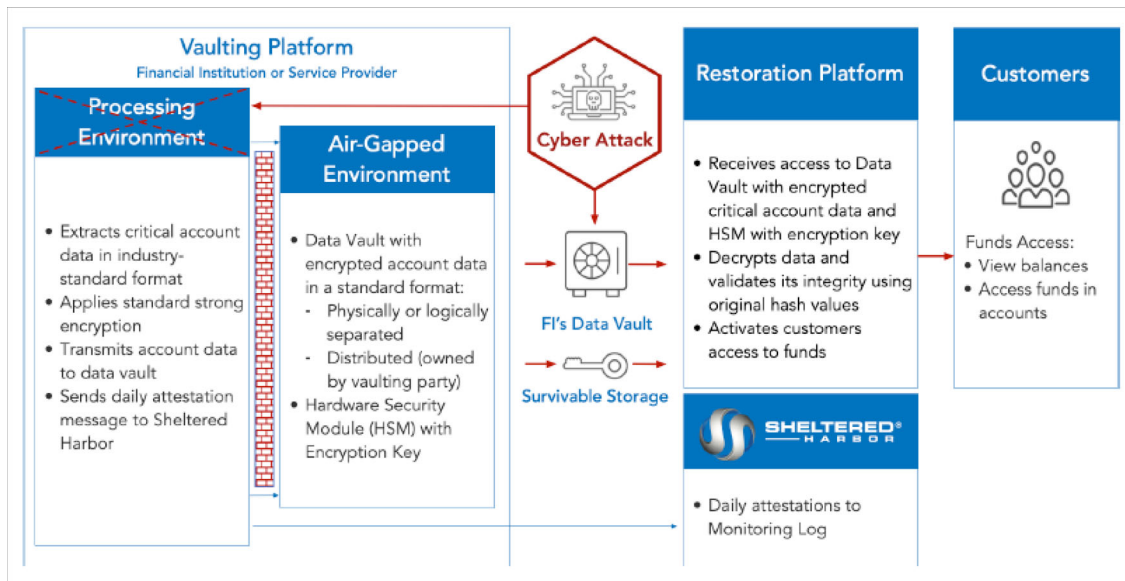 Vaulting Platform
Financial Institution or Service Provider
Processing
Environment
• Extracts critical account
data in industry-
standard format
• Applies standard strong
encryption
• Transmits account data
to data vault
• Sends daily attestation
message to Sheltered
Harbor
Air-Gapped
Environment
• Data Vault with
encrypted account data
in a standard format:
- Physically or logically
separated
- Distributed (owned
by vaulting party)
• Hardware Security
Module (HSM) with
Encryption Key
Cyber Attack
FI's Data Vault
Survivable Storage
Restoration Platform
• Receives access to Data
Vault with encrypted
critical account data and
HSM with encryption key
• Decrypts data and
validates its integrity using
original hash values
• Activates customers
access to funds
SHELTERED®
HARBOR
• Daily attestations to
Monitoring Log
Customers
Funds Access:
• View balances
• Access funds in
accounts